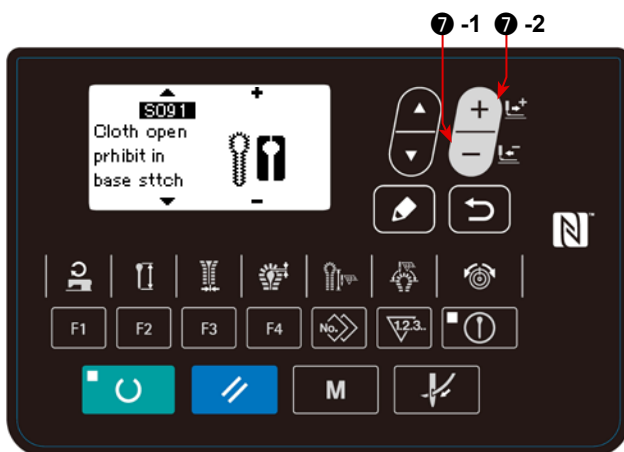 ❼ -1 ❼ -2
S091
Cloth open
prhibit in
base sttch
+
−
+
−
F1 F2 F3 F4 No. 1.2.3..
M
N